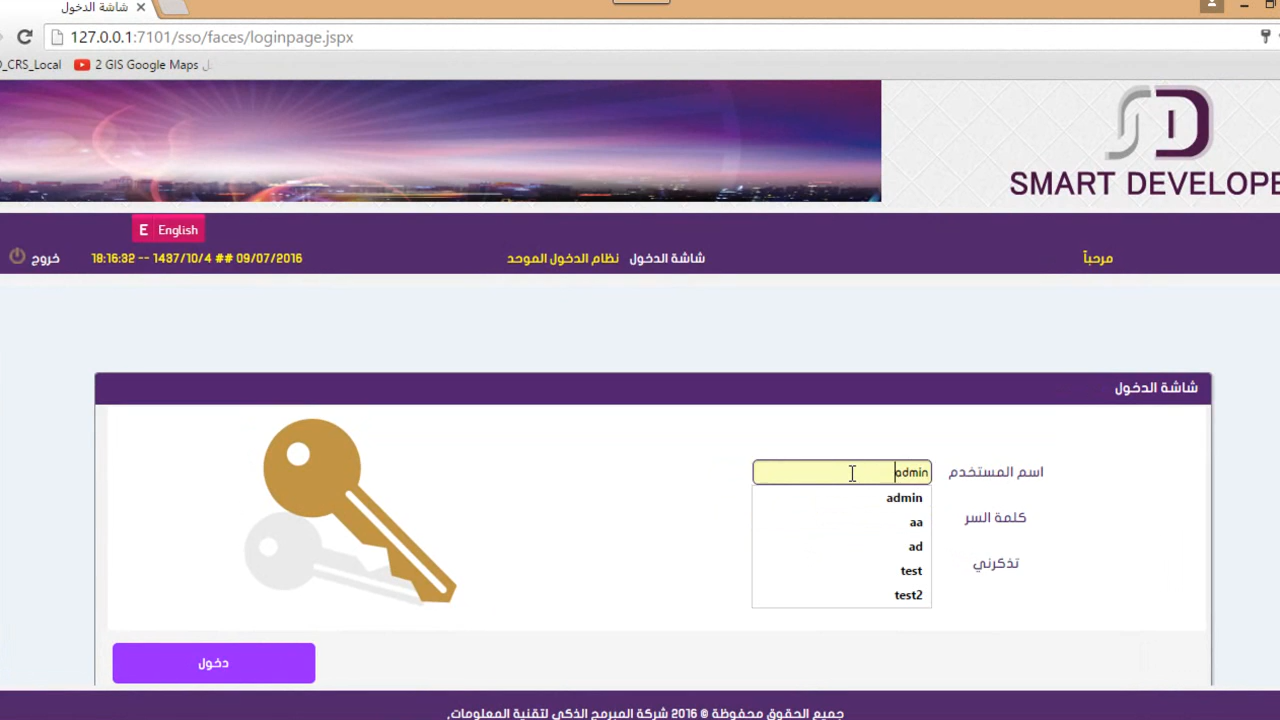 شاشة الدخول
127.0.0.1:7101/sso/faces/loginpage.jspx
_CRS_Local
2 GIS Google Maps
SMART DEVELOPE
E English
مرحباً
شاشة الدخول
نظام الدخول الموحد
18:16:32 -- 1437/10/4 ## 09/07/2016
خروج
شاشة الدخول
اسم المستخدم
admin
admin
كلمة السر
aa
ad
تذكرني
test
test2
دخول
جميع الحقوق محفوظة © 2016 شركة المبرمج الذكي لتقنية المعلومات.